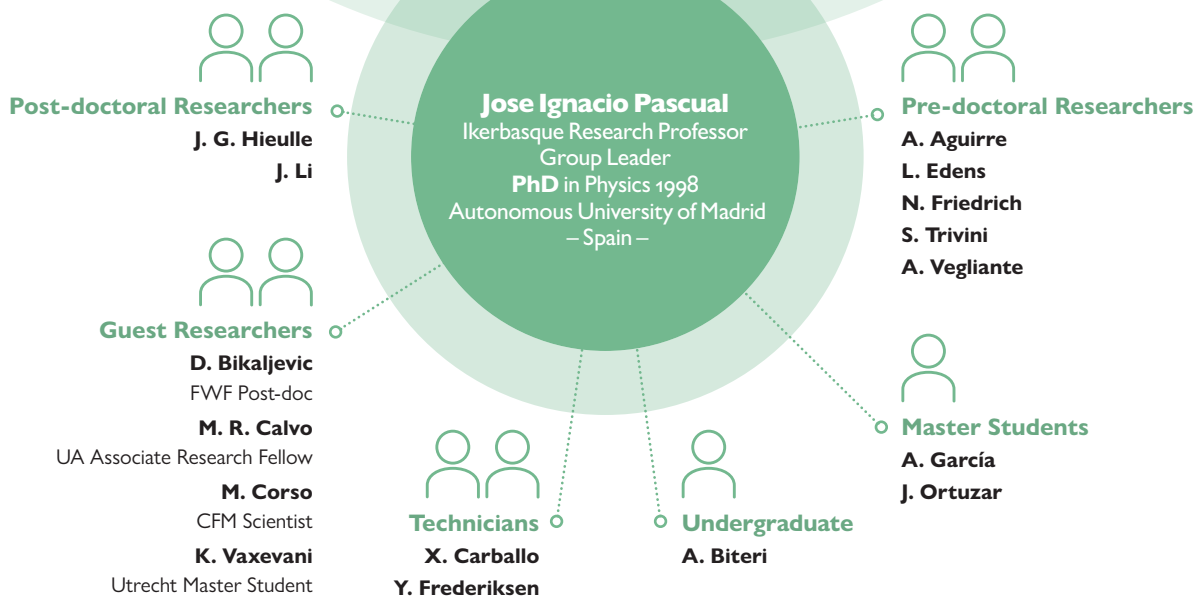 Jose Ignacio Pascual
Ikerbasque Research Professor
Group Leader
PhD in Physics 1998
Autonomous University of Madrid
– Spain –
Post-doctoral Researchers
J. G. Hieulle
J. Li
Guest Researchers
D. Bikaljevic
FWF Post-doc
M. R. Calvo
UA Associate Research Fellow
M. Corso
CFM Scientist
K. Vaxevani
Utrecht Master Student
Technicians
X. Carballo
Y. Frederiksen
Undergraduate
A. Biteri
Pre-doctoral Researchers
A. Aguirre
L. Edens
N. Friedrich
S. Trivini
A. Vegliante
Master Students
A. García
J. Ortuzar